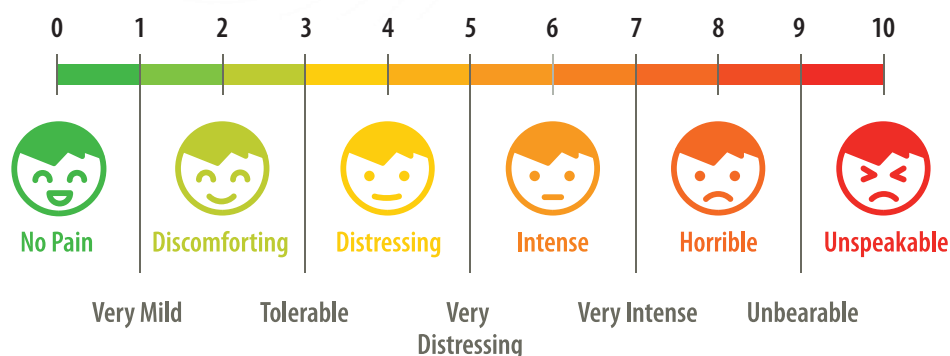 0 1 2 3 4 5 6 7 8 9 10
No Pain Discomforting Distressing Intense Horrible Unspeakable
Very Mild Tolerable Very Very Intense Unbearable
Distressing